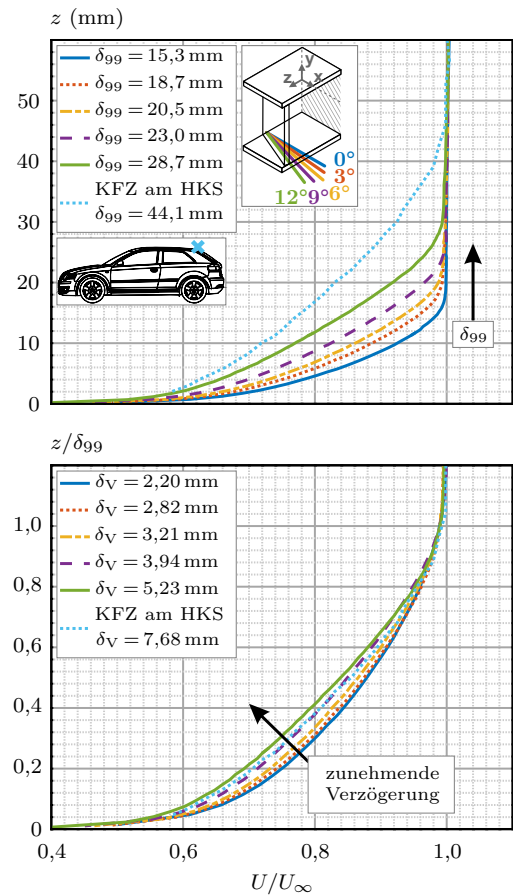 z (mm)
50
40
30
20
10
0
δ99 = 15,3 mm
δ99 = 18,7 mm
δ99 = 20,5 mm
δ99 = 23,0 mm
δ99 = 28,7 mm
KFZ am HKS
δ99 = 44,1 mm
y
z x
0°
3°
6°
9°
12°
δ99
z/δ99
1,0
0,8
0,6
0,4
0,2
0
δV = 2,20 mm
δV = 2,82 mm
δV = 3,21 mm
δV = 3,94 mm
δV = 5,23 mm
KFZ am HKS
δV = 7,68 mm
zunehmende
Verzögerung
0,4 0,6 0,8 1,0
U/U∞